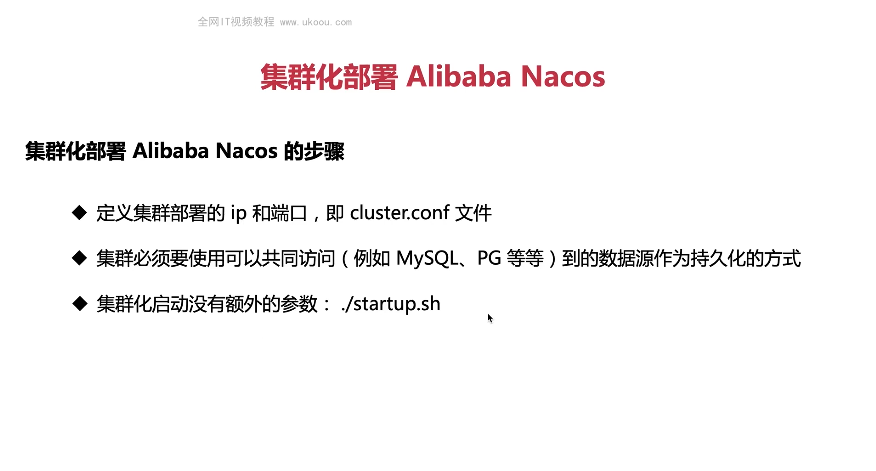 全网IT视频教程 www.ukoou.com
集群化部署 Alibaba Nacos
集群化部署 Alibaba Nacos 的步骤
◆ 定义集群部署的 ip 和端口，即 cluster.conf 文件
◆ 集群必须要使用可以共同访问（例如 MySQL、PG 等等）到的数据源作为持久化的方式
◆ 集群化启动没有额外的参数： ./startup.sh